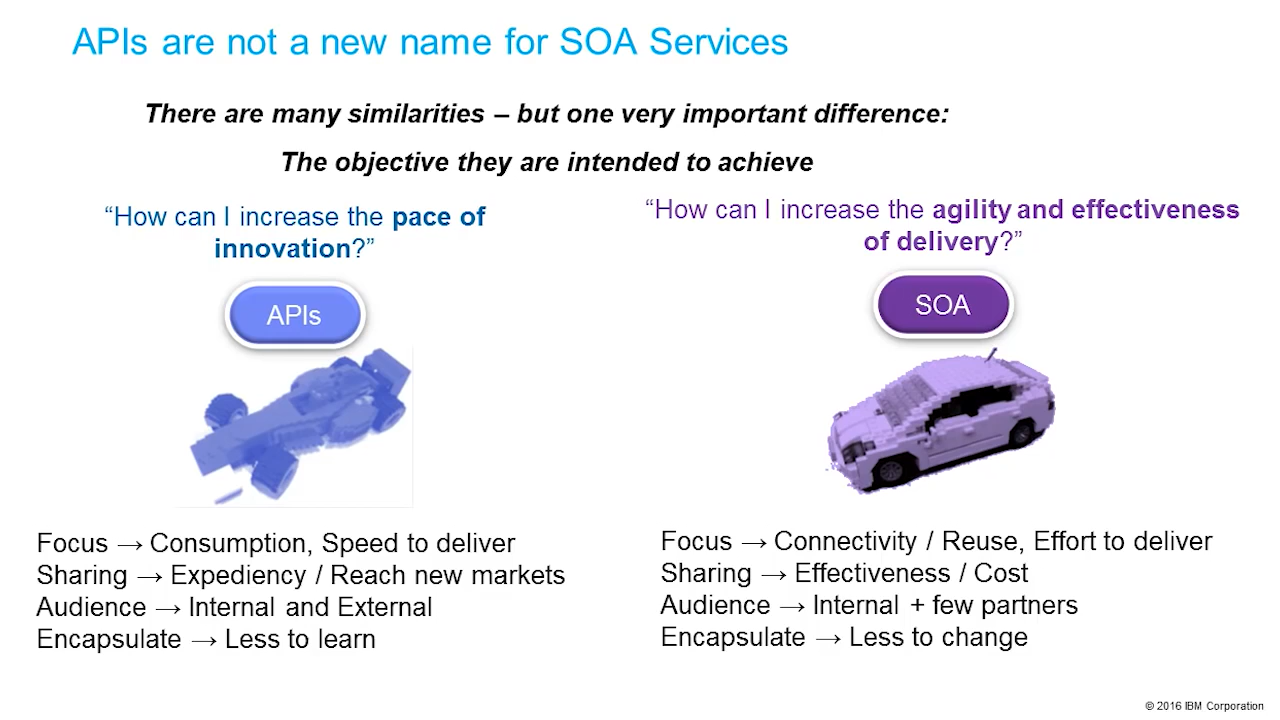 APIs are not a new name for SOA Services
There are many similarities – but one very important difference:
The objective they are intended to achieve
“How can I increase the pace of
innovation?”
APIs
Focus → Consumption, Speed to deliver
Sharing → Expediency / Reach new markets
Audience → Internal and External
Encapsulate → Less to learn
“How can I increase the agility and effectiveness
of delivery?”
SOA
Focus → Connectivity / Reuse, Effort to deliver
Sharing → Effectiveness / Cost
Audience → Internal + few partners
Encapsulate → Less to change
© 2016 IBM Corporation